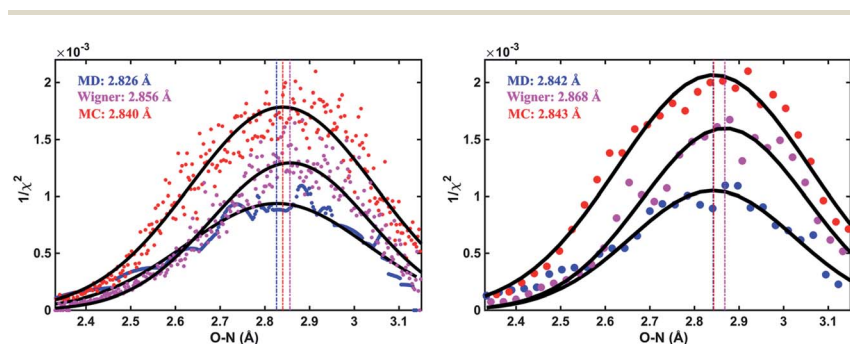 ×10⁻³
MD: 2.826 Å
Wigner: 2.856 Å
MC: 2.840 Å
2
1.5
1
0.5
0
1/χ²
2.4 2.5 2.6 2.7 2.8 2.9 3 3.1
O-N (Å)
×10⁻³
MD: 2.842 Å
Wigner: 2.868 Å
MC: 2.843 Å
2
1.5
1
0.5
0
1/χ²
2.4 2.5 2.6 2.7 2.8 2.9 3 3.1
O-N (Å)